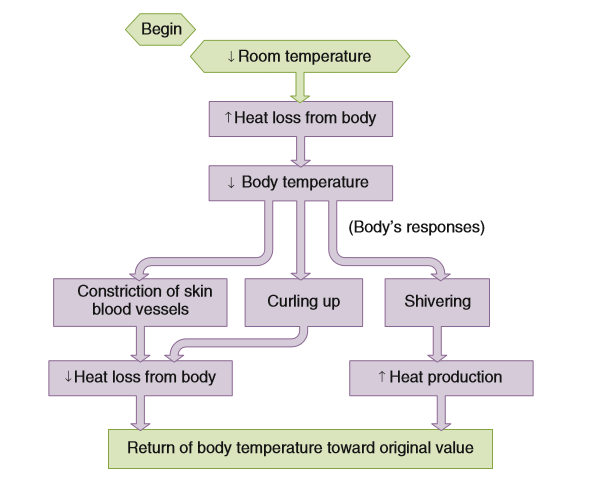 Begin
↓ Room temperature
↑ Heat loss from body
↓ Body temperature
(Body's responses)
Constriction of skin
blood vessels
Curling up
Shivering
↓ Heat loss from body
↑ Heat production
Return of body temperature toward original value